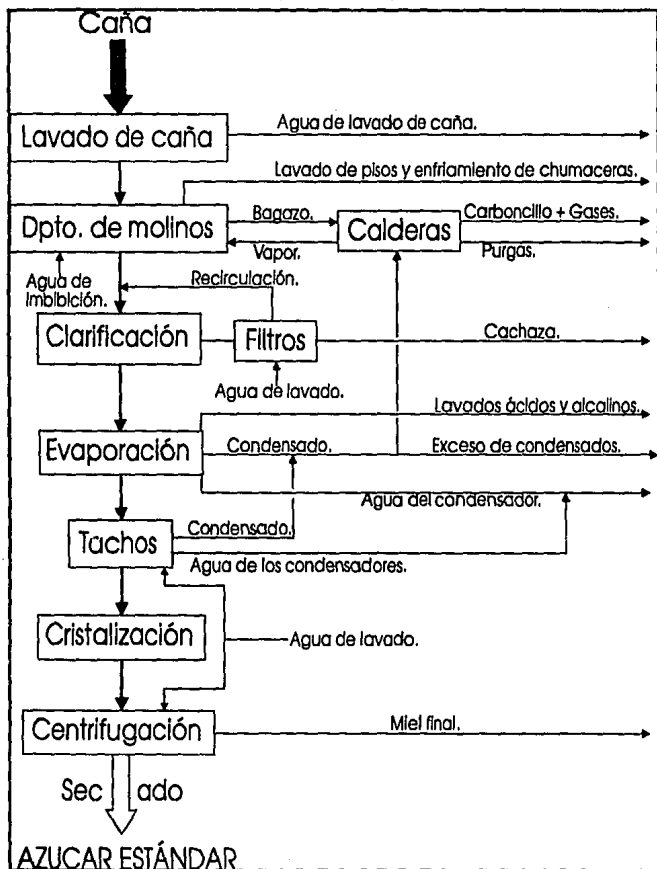 Caña
Lavado de caña
Agua de lavado de caña.
Lavado de pisos y enfriamiento de chumaceras.
Dpto. de molinos
Bagazo.
Calderas
Carboncillo + Gases.
Vapor.
Purgas.
Agua de
Imbibición.
Recirculación.
Clarificación
Filtros
Cachaza.
Agua de lavado.
Lavados ácidos y alcalinos.
Evaporación
Condensado.
Exceso de condensados.
Agua del condensador.
Tachos
Condensado.
Agua de los condensadores.
Cristalización
Agua de lavado.
Centrifugación
Miel final.
Sec ado
AZUCAR ESTÁNDAR